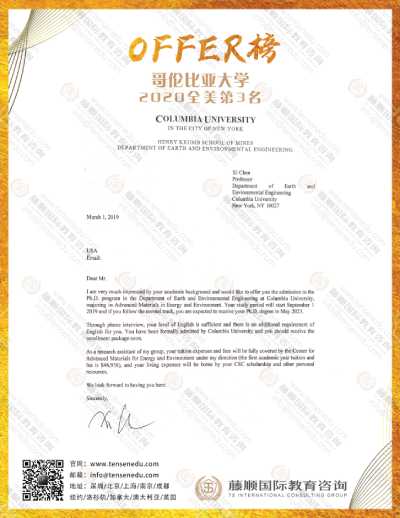 OFFER榜
哥伦比亚大学
2020全美第3名
COLUMBIA UNIVERSITY
IN THE CITY OF NEW YORK
HENRY KRUMB SCHOOL OF MINES
DEPARTMENT OF EARTH AND ENVIRONMENTAL ENGINEERING
Xi Chen
Professor
Department of Earth and
Environmental Engineering
Columbia University
New York, NY 10027
March 1, 2019
USA
Email:
Dear Mr
I am very much impressed by your academic background and would like to offer you the admission to the
Ph.D. program in the Department of Earth and Environmental Engineering at Columbia University,
majoring in Advanced Materials in Energy and Environment. Your study period will start September 1
2019 and if you follow the normal track, you are expected to receive your Ph.D. degree in May 2023.
Through phone interview, your level of English is sufficient and there is no additional requirement of
English for you. You have been formally admitted by Columbia University and you should receive the
enrollment package soon.
As a research assistant of my group, your tuition expenses and fees will be fully covered by the Center for
Advanced Materials for Energy and Environment under my direction (the first academic year tuition and
fee is), and your living expenses will be borne by your CSC scholarship and other personal
resources.
We look forward to having you here.
Sincerely,
官网：www.tensenedu.com
邮箱：info@tensenedu.com
地址：深圳/北京/上海/南京/成都
纽约/洛杉矶/加拿大/澳大利亚/英国
藤顺国际教育咨询
TS INTERNATIONAL CONSULTING GROUP